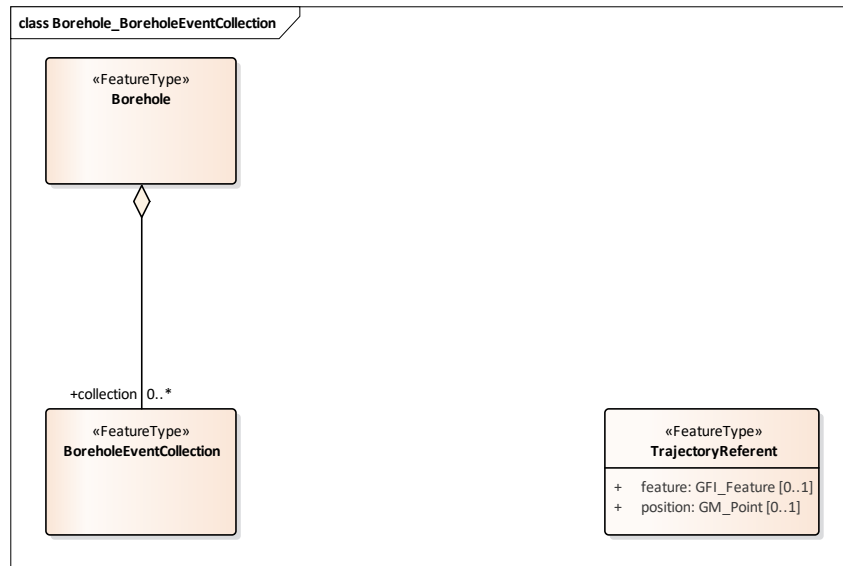 class Borehole_BoreholeEventCollection
«FeatureType»
Borehole
+collection 0..*
«FeatureType»
BoreholeEventCollection
«FeatureType»
TrajectoryReferent
+ feature: GFI_Feature [0..1]
+ position: GM_Point [0..1]